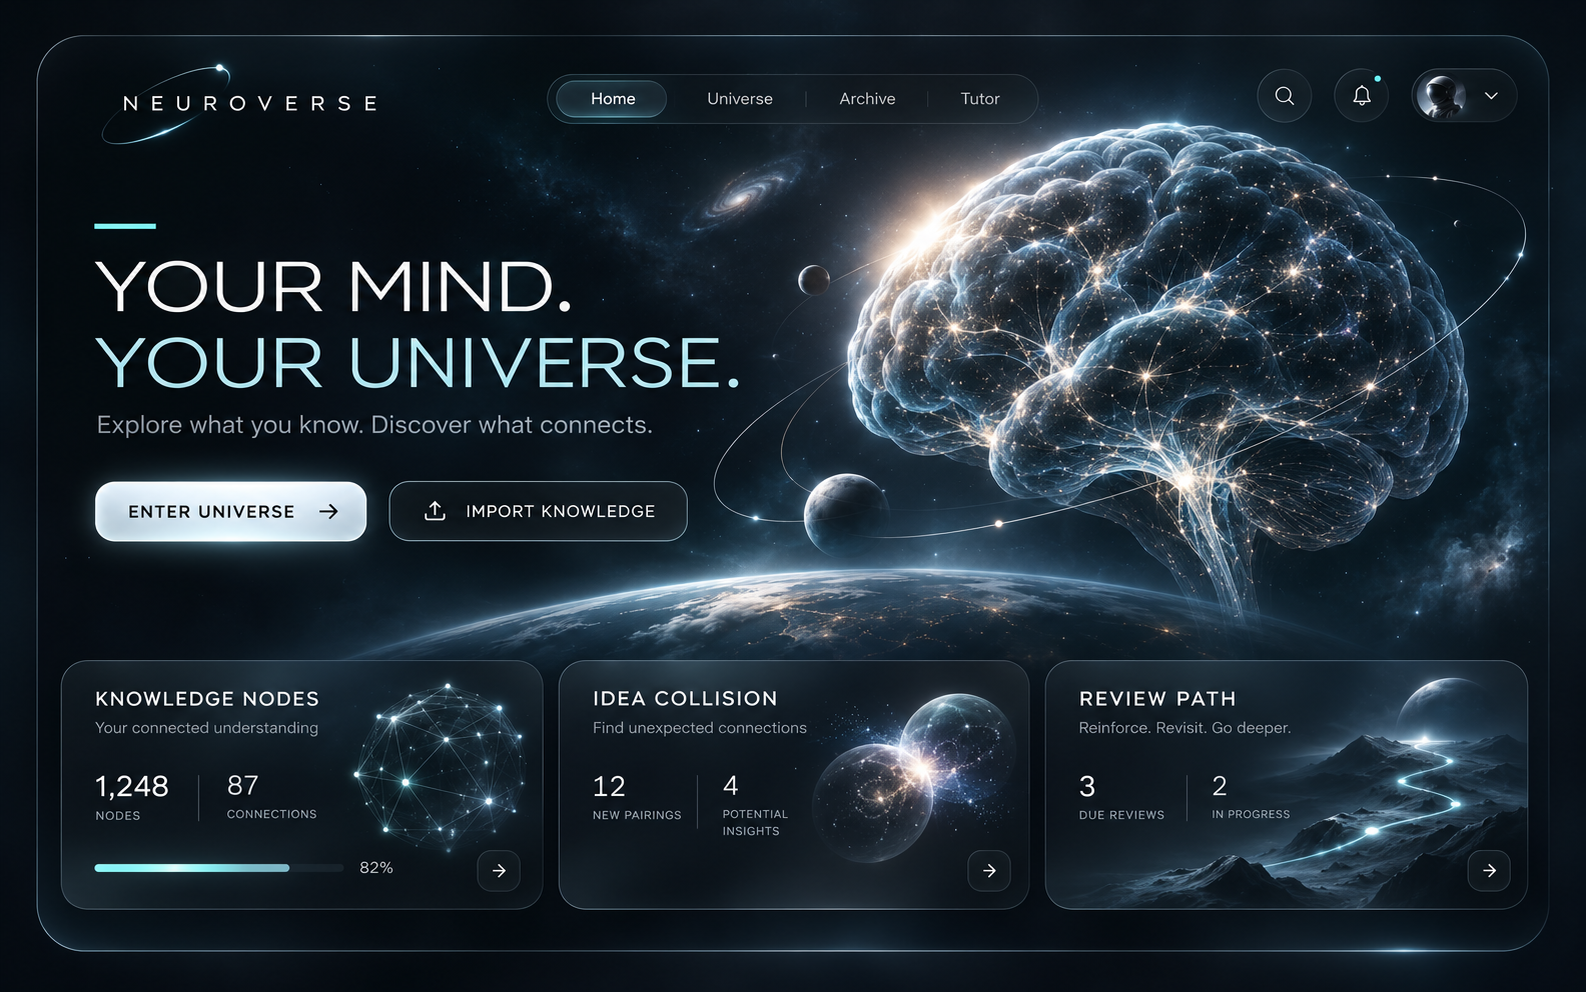 NEUROVERSE
Home
Universe
Archive
Tutor
YOUR MIND.
YOUR UNIVERSE.
Explore what you know. Discover what connects.
ENTER UNIVERSE
IMPORT KNOWLEDGE
KNOWLEDGE NODES
Your connected understanding
1,248
NODES
87
CONNECTIONS
82%
IDEA COLLISION
Find unexpected connections
12
NEW PAIRINGS
4
POTENTIAL
INSIGHTS
REVIEW PATH
Reinforce. Revisit. Go deeper.
3
DUE REVIEWS
2
IN PROGRESS